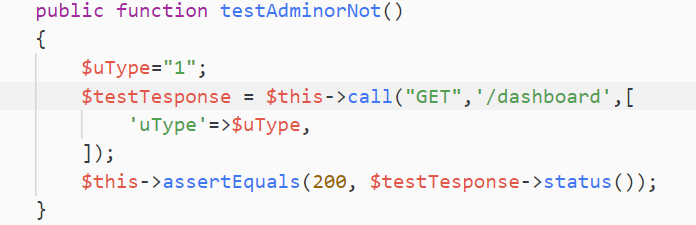 public function testAdminorNot()
{
$uType="1";
$testTesponse = $this->call("GET",'/dashboard',[
'uType'=>$uType,
]);
$this->assertEquals(200, $testTesponse->status());
}